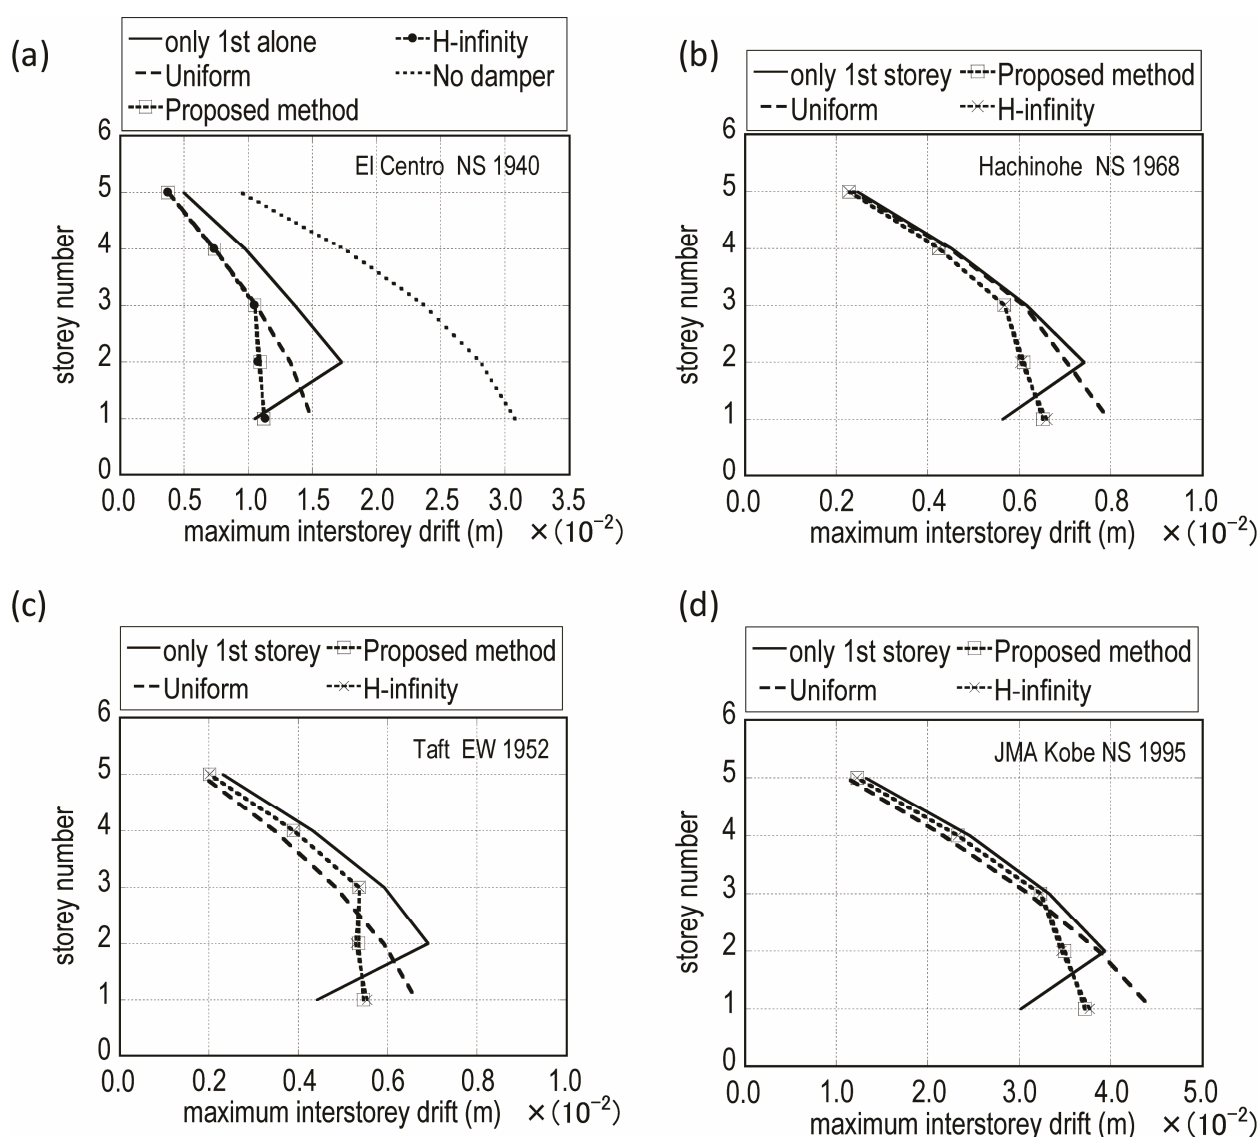 (a)
only 1st alone H-infinity
Uniform No damper
Proposed method
El Centro NS 1940
6
5
4
3
2
1
0
storey number
0.0 0.5 1.0 1.5 2.0 2.5 3.0 3.5
maximum interstorey drift (m) ×(10⁻²)
(b)
only 1st storey Proposed method
Uniform H-infinity
Hachinohe NS 1968
6
5
4
3
2
1
0
storey number
0.0 0.2 0.4 0.6 0.8 1.0
maximum interstorey drift (m) ×(10⁻²)
(c)
only 1st storey Proposed method
Uniform H-infinity
Taft EW 1952
6
5
4
3
2
1
0
storey number
0.0 0.2 0.4 0.6 0.8 1.0
maximum interstorey drift (m) ×(10⁻²)
(d)
only 1st storey Proposed method
Uniform H-infinity
JMA Kobe NS 1995
6
5
4
3
2
1
0
storey number
0.0 1.0 2.0 3.0 4.0 5.0
maximum interstorey drift (m) ×(10⁻²)